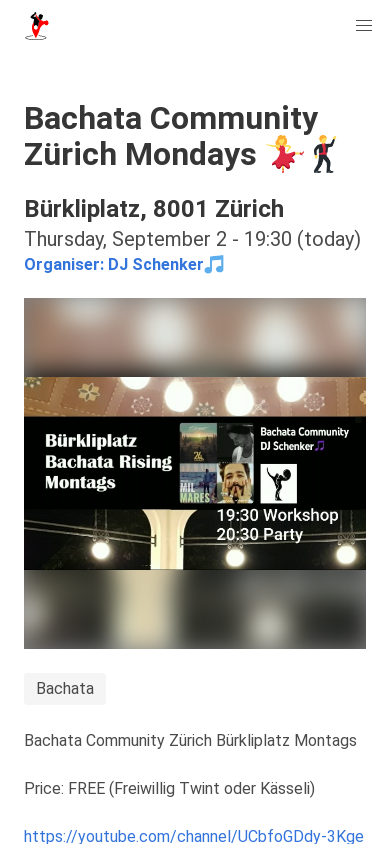 Bachata Community
Zürich Mondays 💃🕺
Bürkliplatz, 8001 Zürich
Thursday, September 2 - 19:30 (today)
Organiser: DJ Schenker🎵
Bürkliplatz
Bachata Rising
Montags
Bachata Community
DJ Schenker🎵
MIL
MARES
19:30 Workshop
20:30 Party
Bachata
Bachata Community Zürich Bürkliplatz Montags
Price: FREE (Freiwillig Twint oder Kässeli)
https://youtube.com/channel/UCbfoGDdy-3Kge